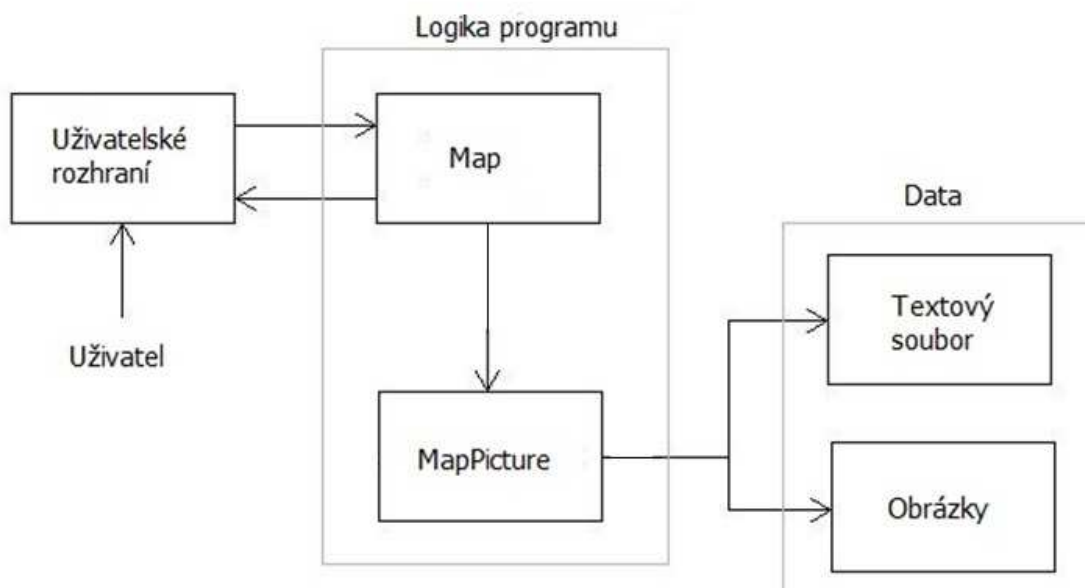 Logika programu
Uživatelské
rozhraní
Map
Data
Textový
soubor
Uživatel
MapPicture
Obrázky